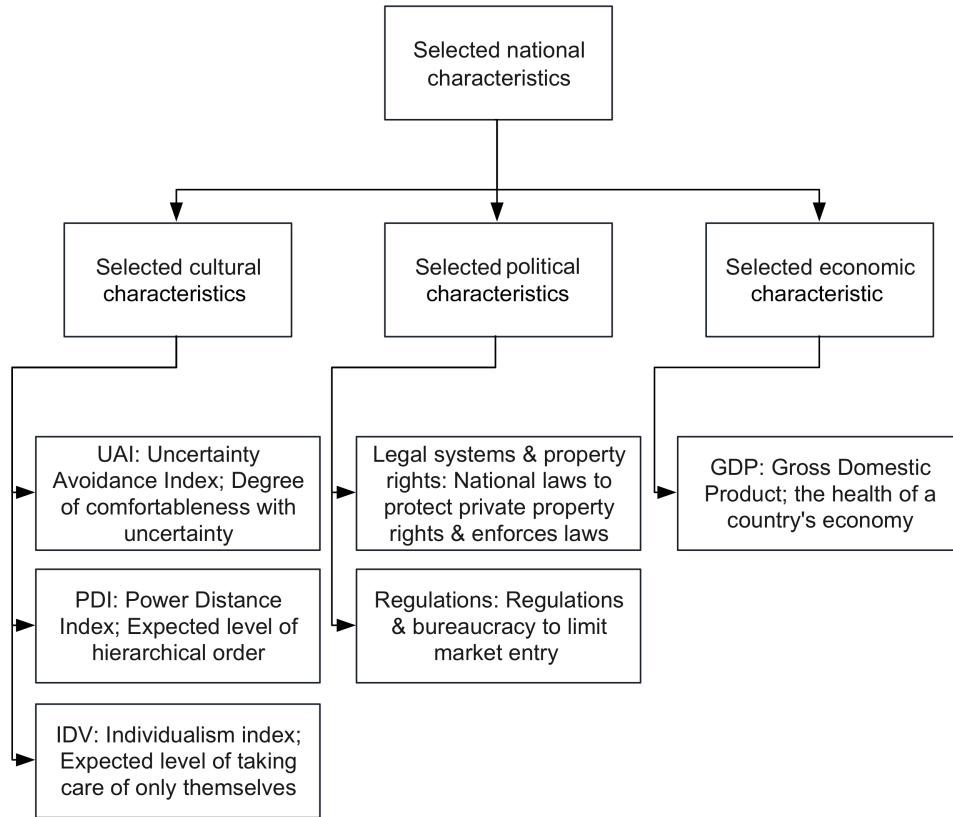 Selected national
characteristics
Selected cultural
characteristics
Selected political
characteristics
Selected economic
characteristic
UAI: Uncertainty
Avoidance Index; Degree
of comfortableness with
uncertainty
PDI: Power Distance
Index; Expected level of
hierarchical order
IDV: Individualism index;
Expected level of taking
care of only themselves
Legal systems & property
rights: National laws to
protect private property
rights & enforces laws
Regulations: Regulations
& bureaucracy to limit
market entry
GDP: Gross Domestic
Product; the health of a
country's economy